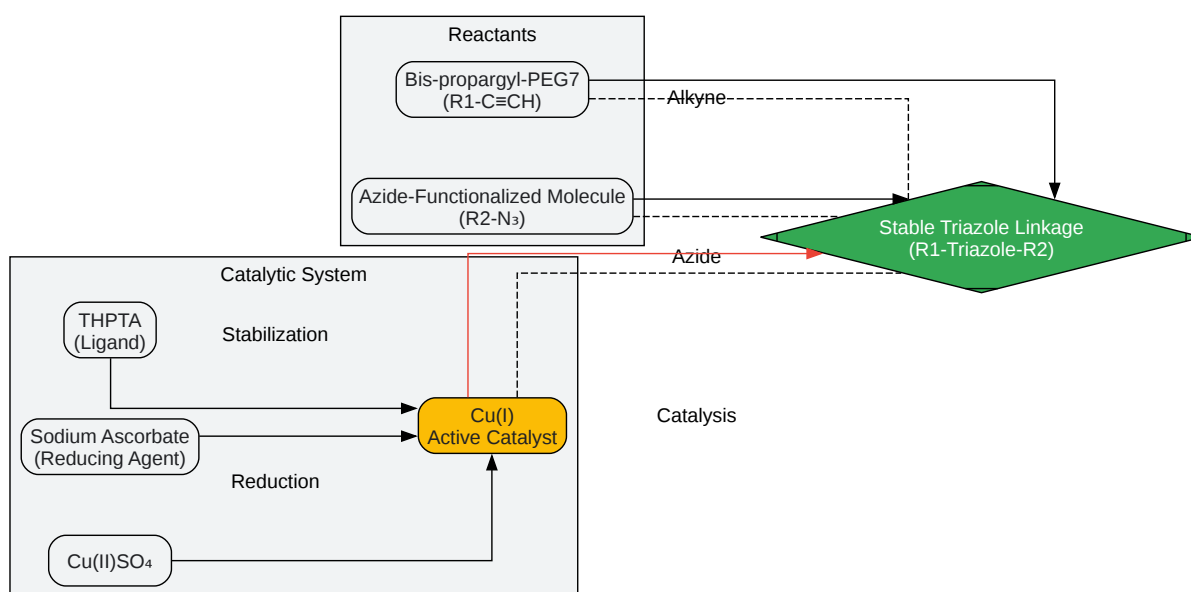 Reactants
Bis-propargyl-PEG7
(R1-C≡CH)
Alkyne
Azide-Functionalized Molecule
(R2-N₃)
Stable Triazole Linkage
(R1-Triazole-R2)
Azide
Catalytic System
THPTA
(Ligand)
Stabilization
Cu(I)
Active Catalyst
Catalysis
Sodium Ascorbate
(Reducing Agent)
Reduction
Cu(II)SO₄